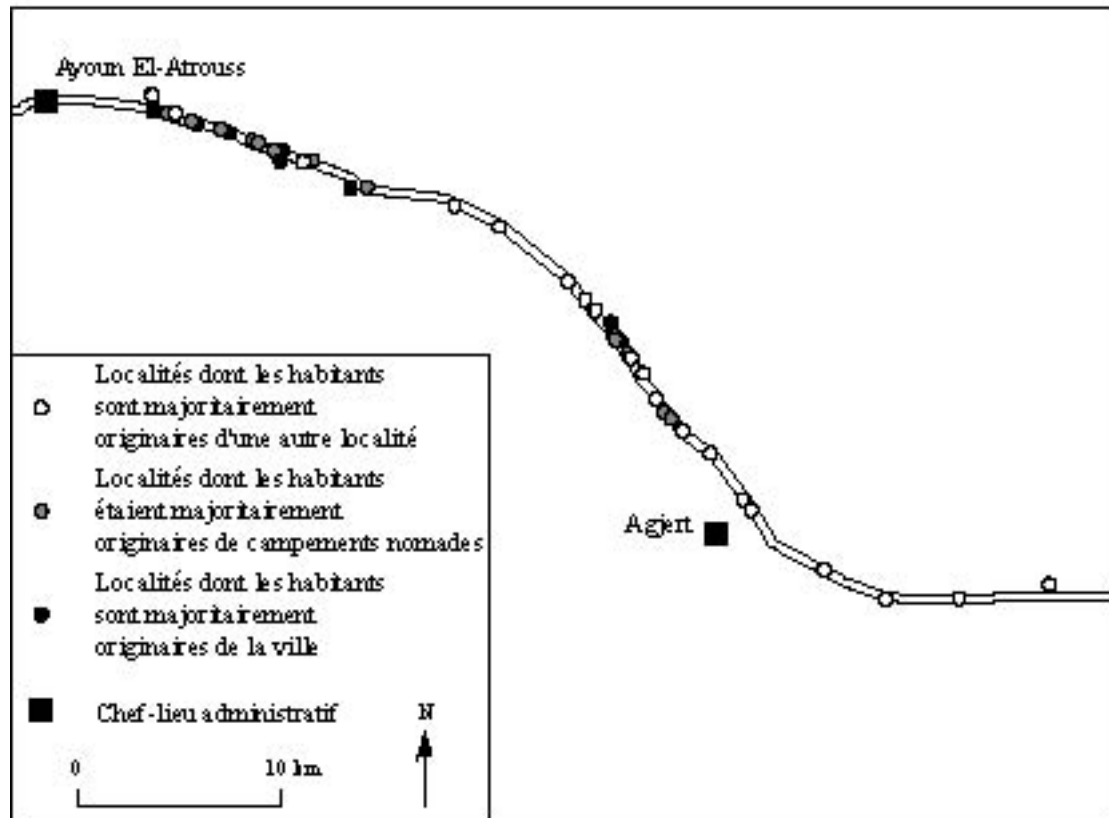 Ayoun El-Atrouss
Agjert
Localités dont les habitants
sont majoritairement
originaires d'une autre localité
Localités dont les habitants
étaient majoritairement
originaires de campements nomades
Localités dont les habitants
sont majoritairement
originaires de la ville
Chef-lieu administratif
N
0 10 km